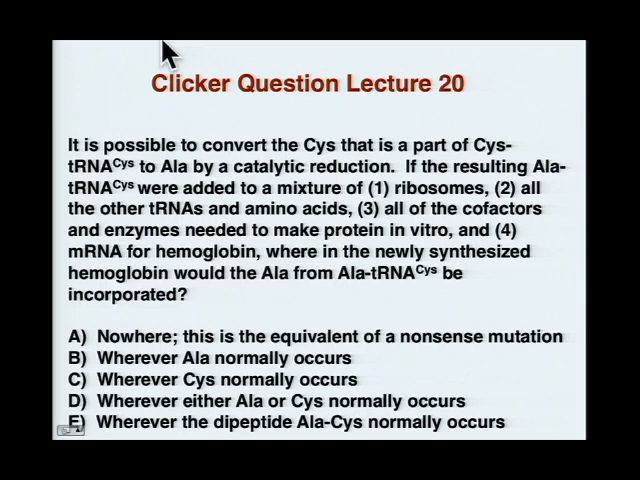 Clicker Question Lecture 20
It is possible to convert the Cys that is a part of Cys-
tRNACys to Ala by a catalytic reduction. If the resulting Ala-
tRNACys were added to a mixture of (1) ribosomes, (2) all
the other tRNAs and amino acids, (3) all of the cofactors
and enzymes needed to make protein in vitro, and (4)
mRNA for hemoglobin, where in the newly synthesized
hemoglobin would the Ala from Ala-tRNACys be
incorporated?
A) Nowhere; this is the equivalent of a nonsense mutation
B) Wherever Ala normally occurs
C) Wherever Cys normally occurs
D) Wherever either Ala or Cys normally occurs
E) Wherever the dipeptide Ala-Cys normally occurs